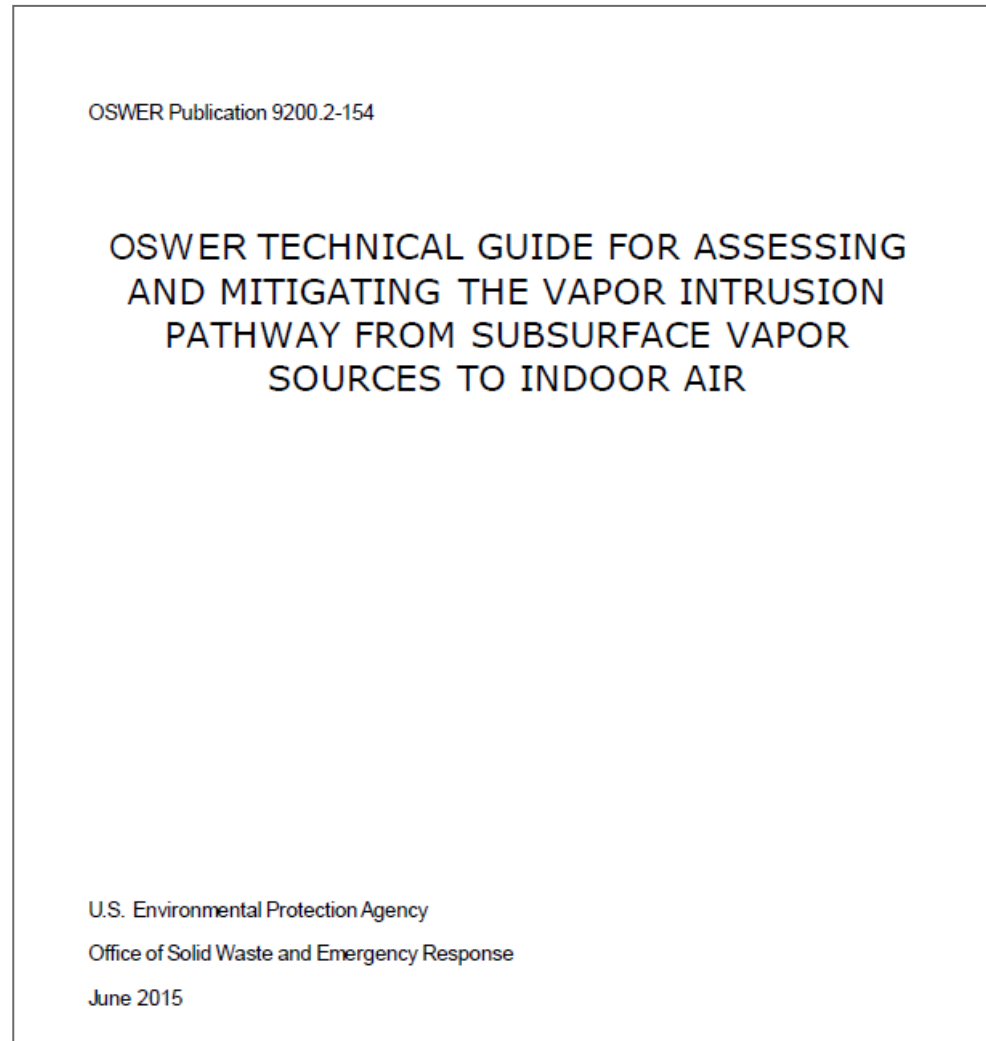 OSWER Publication 9200.2-154
OSWER TECHNICAL GUIDE FOR ASSESSING
AND MITIGATING THE VAPOR INTRUSION
PATHWAY FROM SUBSURFACE VAPOR
SOURCES TO INDOOR AIR
U.S. Environmental Protection Agency
Office of Solid Waste and Emergency Response
June 2015